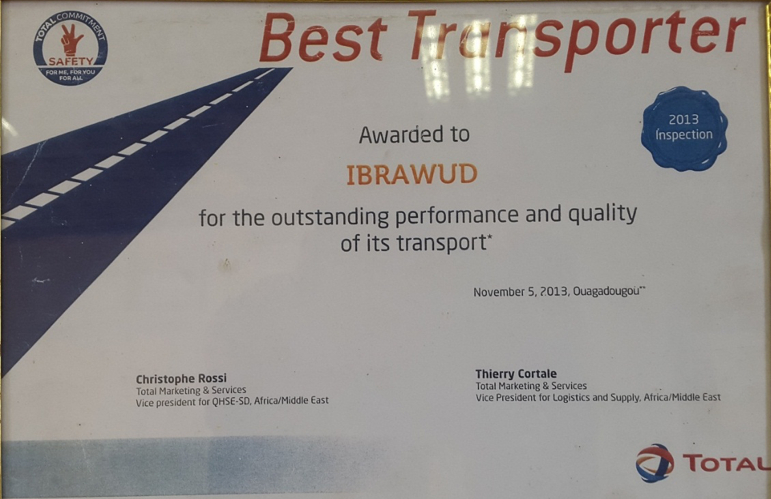 TOTAL COMMITMENT
SAFETY
FOR ME, FOR YOU
FOR ALL
Best Transporter
2013
Inspection
Awarded to
IBRAWUD
for the outstanding performance and quality
of its transport*
November 5, 2013, Ouagadougou**
Christophe Rossi
Total Marketing & Services
Vice president for QHSE-SD, Africa/Middle East
Thierry Cortale
Total Marketing & Services
Vice President for Logistics and Supply, Africa/Middle East
TOTAL